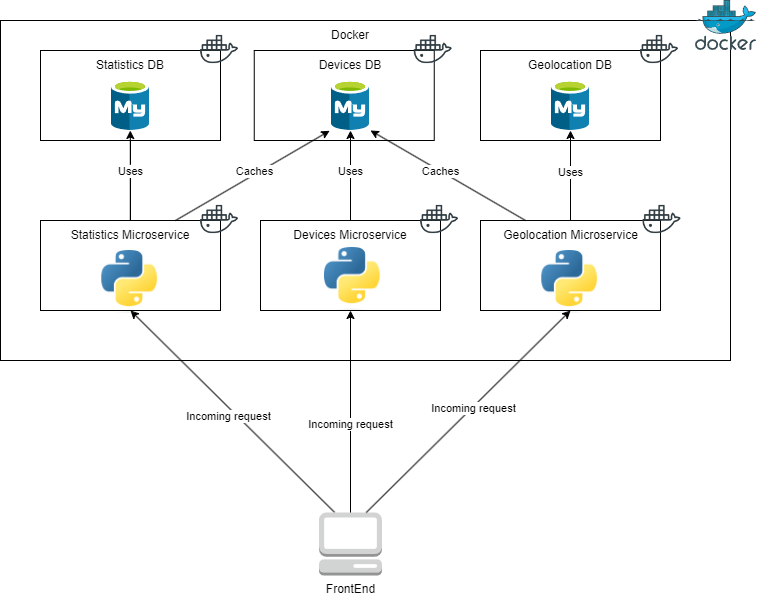 Docker
docker
Statistics DB
Devices DB
Geolocation DB
My
My
My
Uses
Caches
Uses
Caches
Uses
Statistics Microservice
Devices Microservice
Geolocation Microservice
Incoming request
Incoming request
Incoming request
FrontEnd